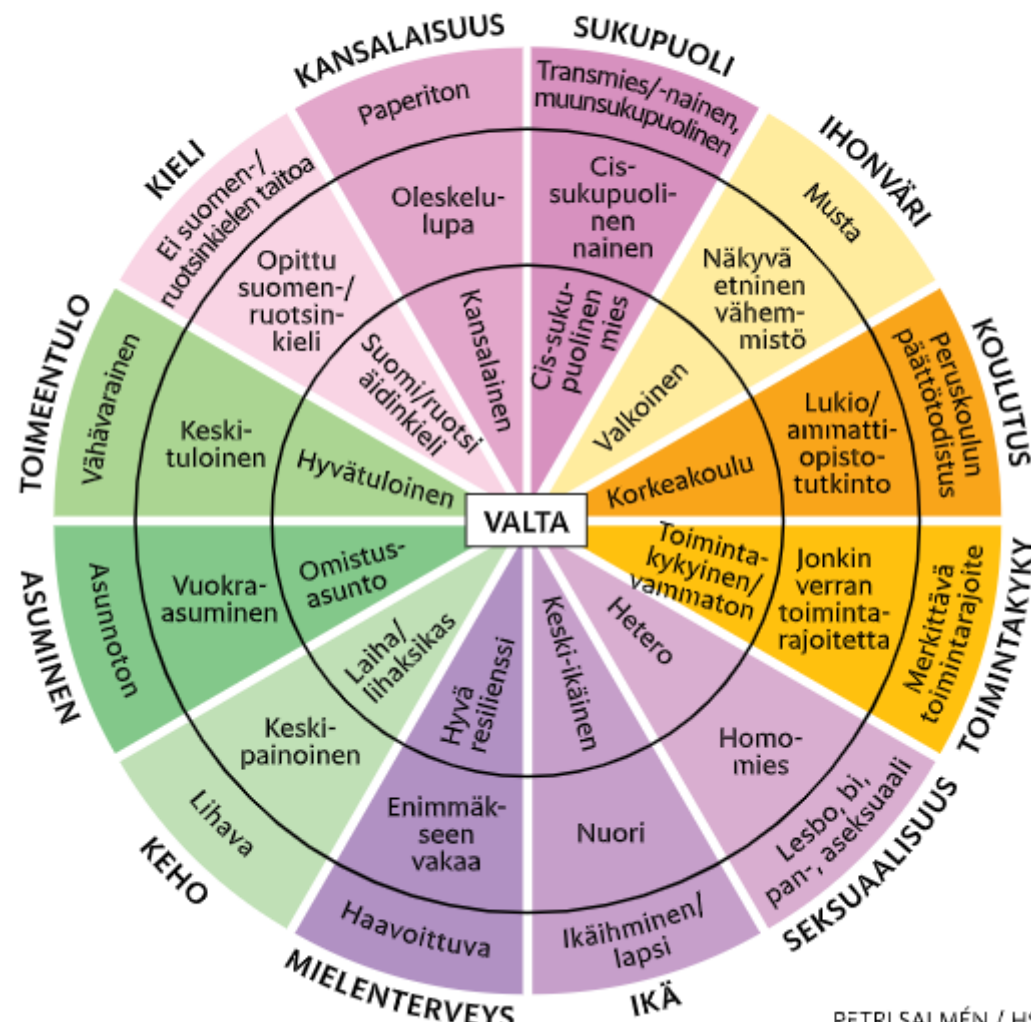 KANSALAISUUS
Paperiton
Oleskelu-
lupa
Kansalainen
SUKUPUOLI
Transmies/-nainen,
muunsukupuolinen
Cis-
sukupuoli-
nen
nainen
Cis-suku-
puolinen
mies
IHONVÄRI
Musta
Näkyvä
etninen
vähem-
mistö
Valkoinen
KOULUTUS
Peruskoulun
päättötodistus
Lukio/
ammatti-
opisto-
tutkinto
Korkeakoulu
TOIMINTAKYKY
Merkittävä
toimintarajoite
Jonkin
verran
toiminta-
rajoitetta
Toiminta-
kykyinen/
vammaton
SEKSUAALISUUS
Lesbo, bi,
pan-, aseksuaali
Homo-
mies
Hetero
IKÄ
Ikäihminen/
lapsi
Nuori
Keski-ikäinen
MIELENTERVEYS
Haavoittuva
Enimmäk-
seen
vakaa
Hyvä
resilienssi
KEHO
Lihava
Keski-
painoinen
Laiha/
lihaksikas
ASUMINEN
Asunnoton
Vuokra-
asuminen
Omistus-
asunto
TOIMEENTULO
Vähävarainen
Keski-
tuloinen
Hyvätuloinen
KIELI
Ei suomen-/
ruotsinkielen taitoa
Opittu
suomen-/
ruotsin-
kieli
Suomi/ruotsi
äidinkieli
VALTA
PETRI SALMÉN / HS